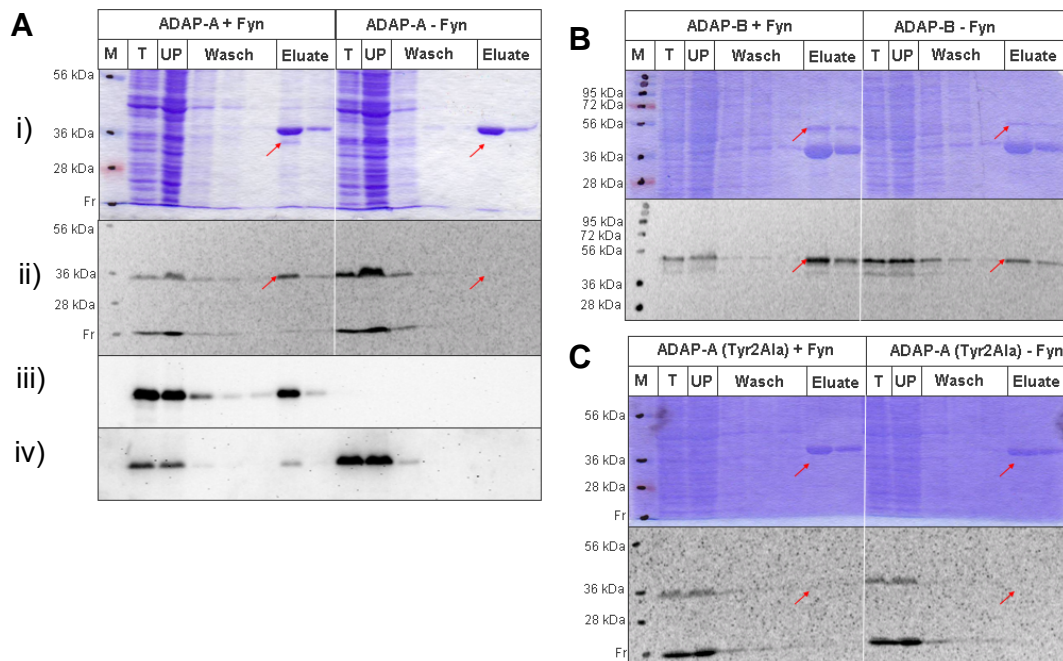 A
ADAP-A + Fyn ADAP-A - Fyn
M T UP Wasch Eluate T UP Wasch Eluate
i)
56 kDa
36 kDa
28 kDa
Fr
ii)
56 kDa
36 kDa
28 kDa
Fr
iii)
iv)
B
ADAP-B + Fyn ADAP-B - Fyn
M T UP Wasch Eluate T UP Wasch Eluate
95 kDa
72 kDa
56 kDa
36 kDa
28 kDa
95 kDa
72 kDa
56 kDa
36 kDa
28 kDa
C
ADAP-A (Tyr2Ala) + Fyn ADAP-A (Tyr2Ala) - Fyn
M T UP Wasch Eluate T UP Wasch Eluate
56 kDa
36 kDa
28 kDa
Fr
56 kDa
36 kDa
28 kDa
Fr